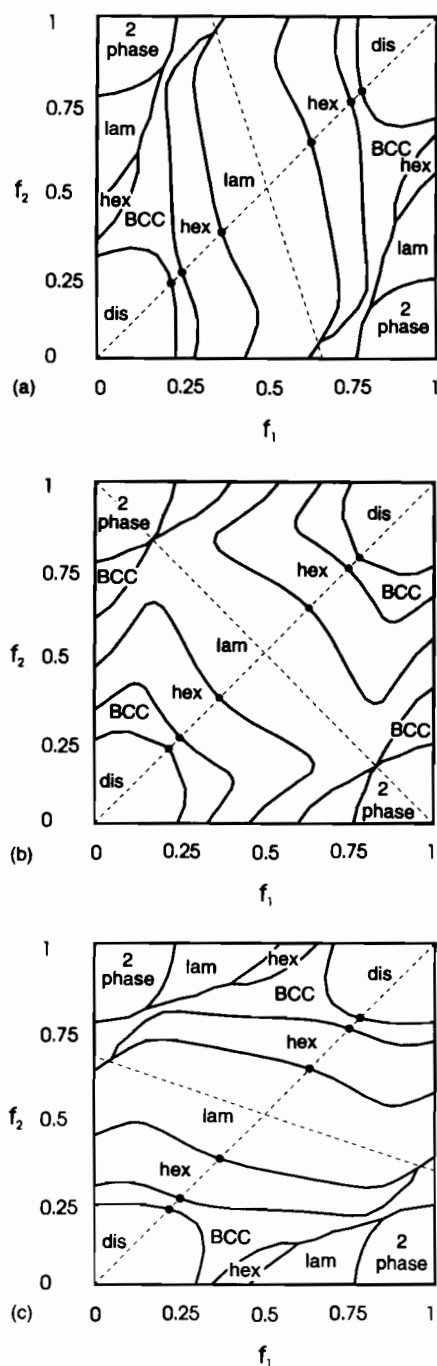 1
2
phase
dis
0.75
lam
hex
BCC
hex
f2
0.5
hex
BCC
hex
lam
lam
0.25
dis
2
phase
0
(a)
0
0.25
0.5
0.75
1
f1
1
2
phase
dis
0.75
BCC
hex
BCC
f2
0.5
lam
hex
BCC
BCC
0.25
dis
2
phase
0
(b)
0
0.25
0.5
0.75
1
f1
1
2
phase
lam
hex
dis
BCC
0.75
hex
f2
0.5
lam
hex
0.25
dis
BCC
hex
lam
2
phase
0
(c)
0
0.25
0.5
0.75
1
f1